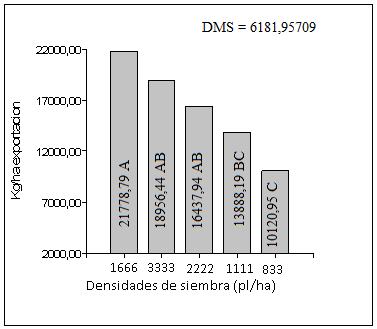 DMS = 6181,95709
Kg/ha exportacion
22000,00
17000,00
12000,00
7000,00
2000,00
21778,79 A
18956,44 AB
16437,94 AB
13888,19 BC
10120,95 C
1666 3333 2222 1111 833
Densidades de siembra (pl/ha)